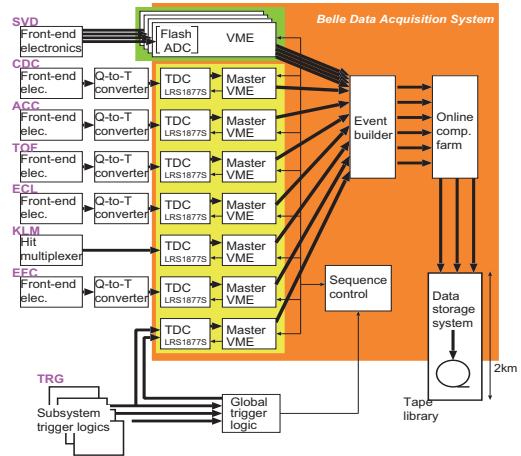 Belle Data Acquisition System
SVD
Front-end
electronics
Flash
ADC
VME
CDC
Front-end
elec.
Q-to-T
converter
TDC
LRS1877S
Master
VME
ACC
Front-end
elec.
Q-to-T
converter
TDC
LRS1877S
Master
VME
TOF
Front-end
elec.
Q-to-T
converter
TDC
LRS1877S
Master
VME
ECL
Front-end
elec.
Q-to-T
converter
TDC
LRS1877S
Master
VME
KLM
Hit
multiplexer
TDC
LRS1877S
Master
VME
EFC
Front-end
elec.
Q-to-T
converter
TDC
LRS1877S
Master
VME
TDC
LRS1877S
Master
VME
Event
builder
Online
comp.
farm
Sequence
control
Data
storage
system
2km
Tape
library
TRG
Subsystem
trigger logics
Global
trigger
logic